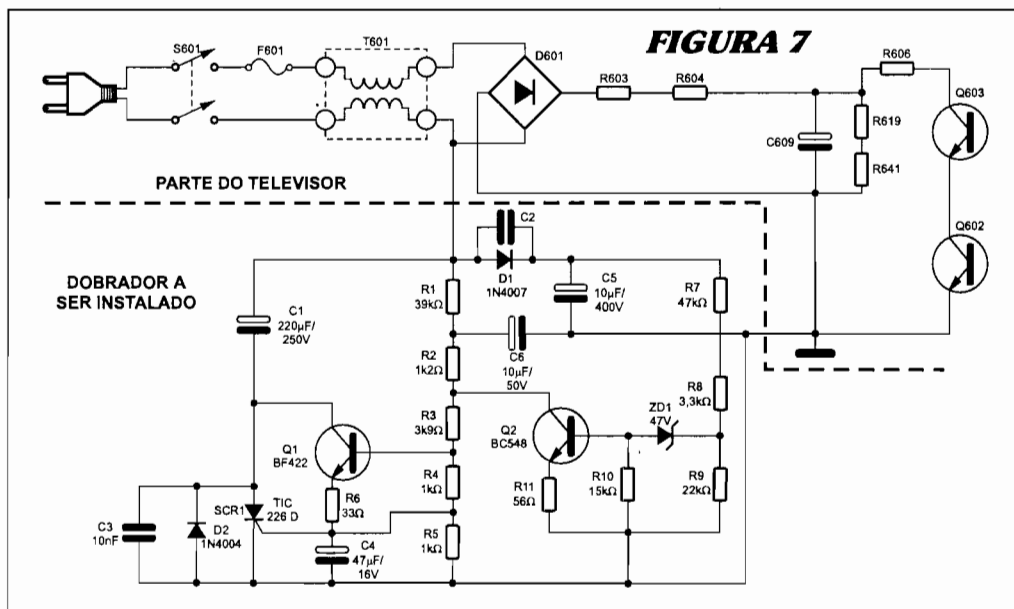 FIGURA 7
S601
F601
T601
D601
R603
R604
R606
Q603
C609
R619
R641
Q602
PARTE DO TELEVISOR
DOBRADOR A
SER INSTALADO
C2
D1
1N4007
C1
220µF/
250V
R1
39kΩ
C5
10µF/
400V
R7
47kΩ
R2
1k2Ω
C6
10µF/
50V
R3
3k9Ω
Q1
BF422
Q2
BC548
ZD1
47V
R8
3,3kΩ
R4
1kΩ
R11
56Ω
R10
15kΩ
R9
22kΩ
C3
10nF
D2
1N4004
SCR1
TIC
226 D
R6
33Ω
C4
47µF/
16V
R5
1kΩ